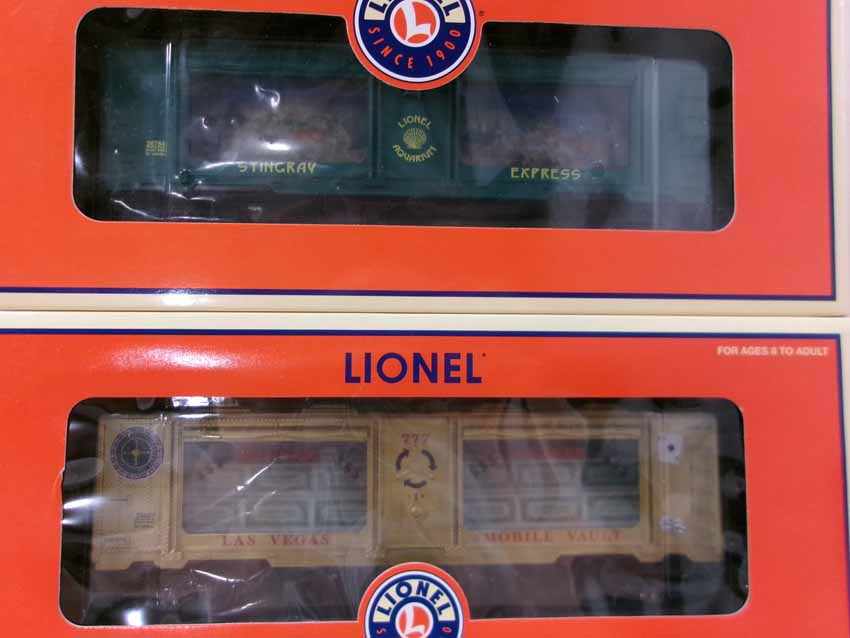 LIONEL
SINCE 1900
LIONEL
AQUARIUM
STINGRAY
EXPRESS
LIONEL
FOR AGES 8 TO ADULT
777
LAS VEGAS
MOBILE VAULT
LIONEL